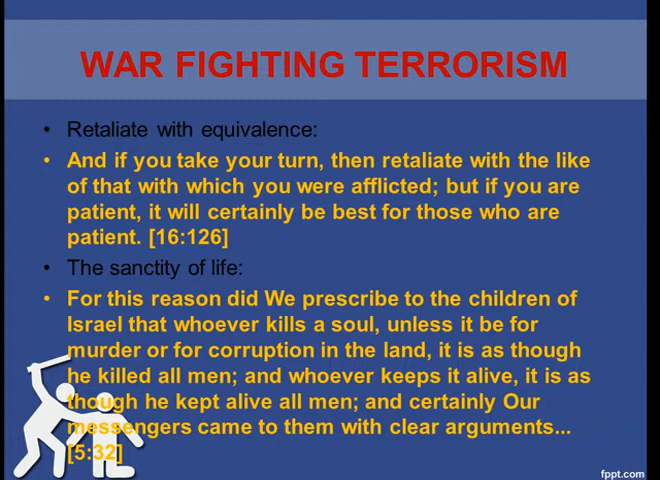 WAR FIGHTING TERRORISM
• Retaliate with equivalence:
• And if you take your turn, then retaliate with the like
of that with which you were afflicted; but if you are
patient, it will certainly be best for those who are
patient. [16:126]
• The sanctity of life:
• For this reason did We prescribe to the children of
Israel that whoever kills a soul, unless it be for
murder or for corruption in the land, it is as though
he killed all men; and whoever keeps it alive, it is as
though he kept alive all men; and certainly Our
messengers came to them with clear arguments...
[5:32]
fppt.com